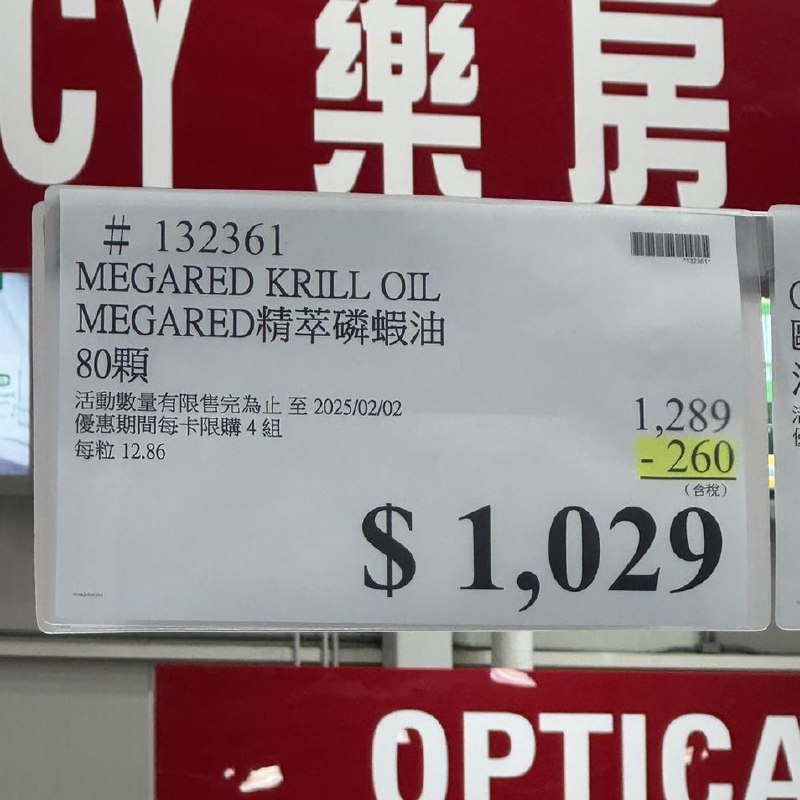 CY 樂房
# 132361
*132361*
MEGARED KRILL OIL
MEGARED精萃磷蝦油
80顆
活動數量有限售完為止 至 2025/02/02
優惠期間每卡限購 4 組
每粒 12.86
1,289
- 260
(含稅)
$ 1,029
OPTICA